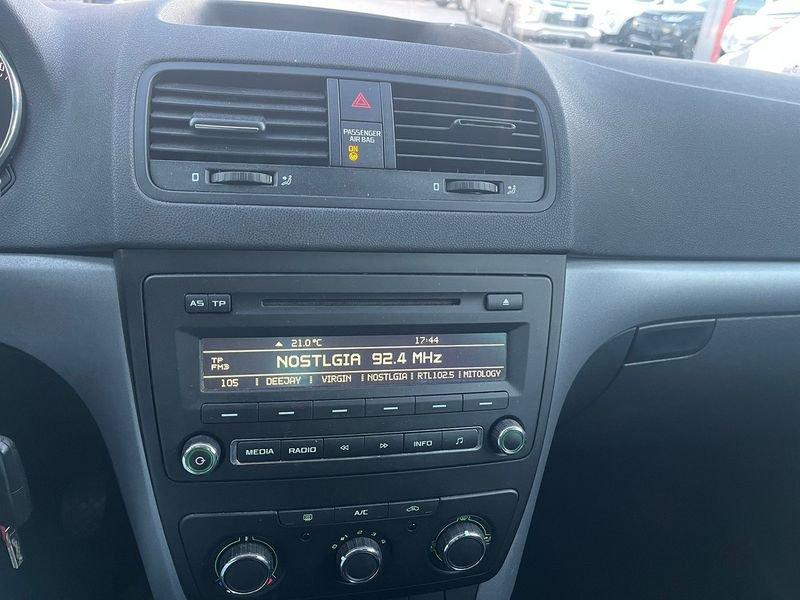 PASSENGER
AIR BAG
ON
AS TP
21.0°C 17:44
TP
FM3
NOSTLGIA 92.4 MHz
105 | DEEJAY | VIRGIN | NOSTLGIA | RTL102.5 | MITOLOGY
MEDIA RADIO INFO
A/C